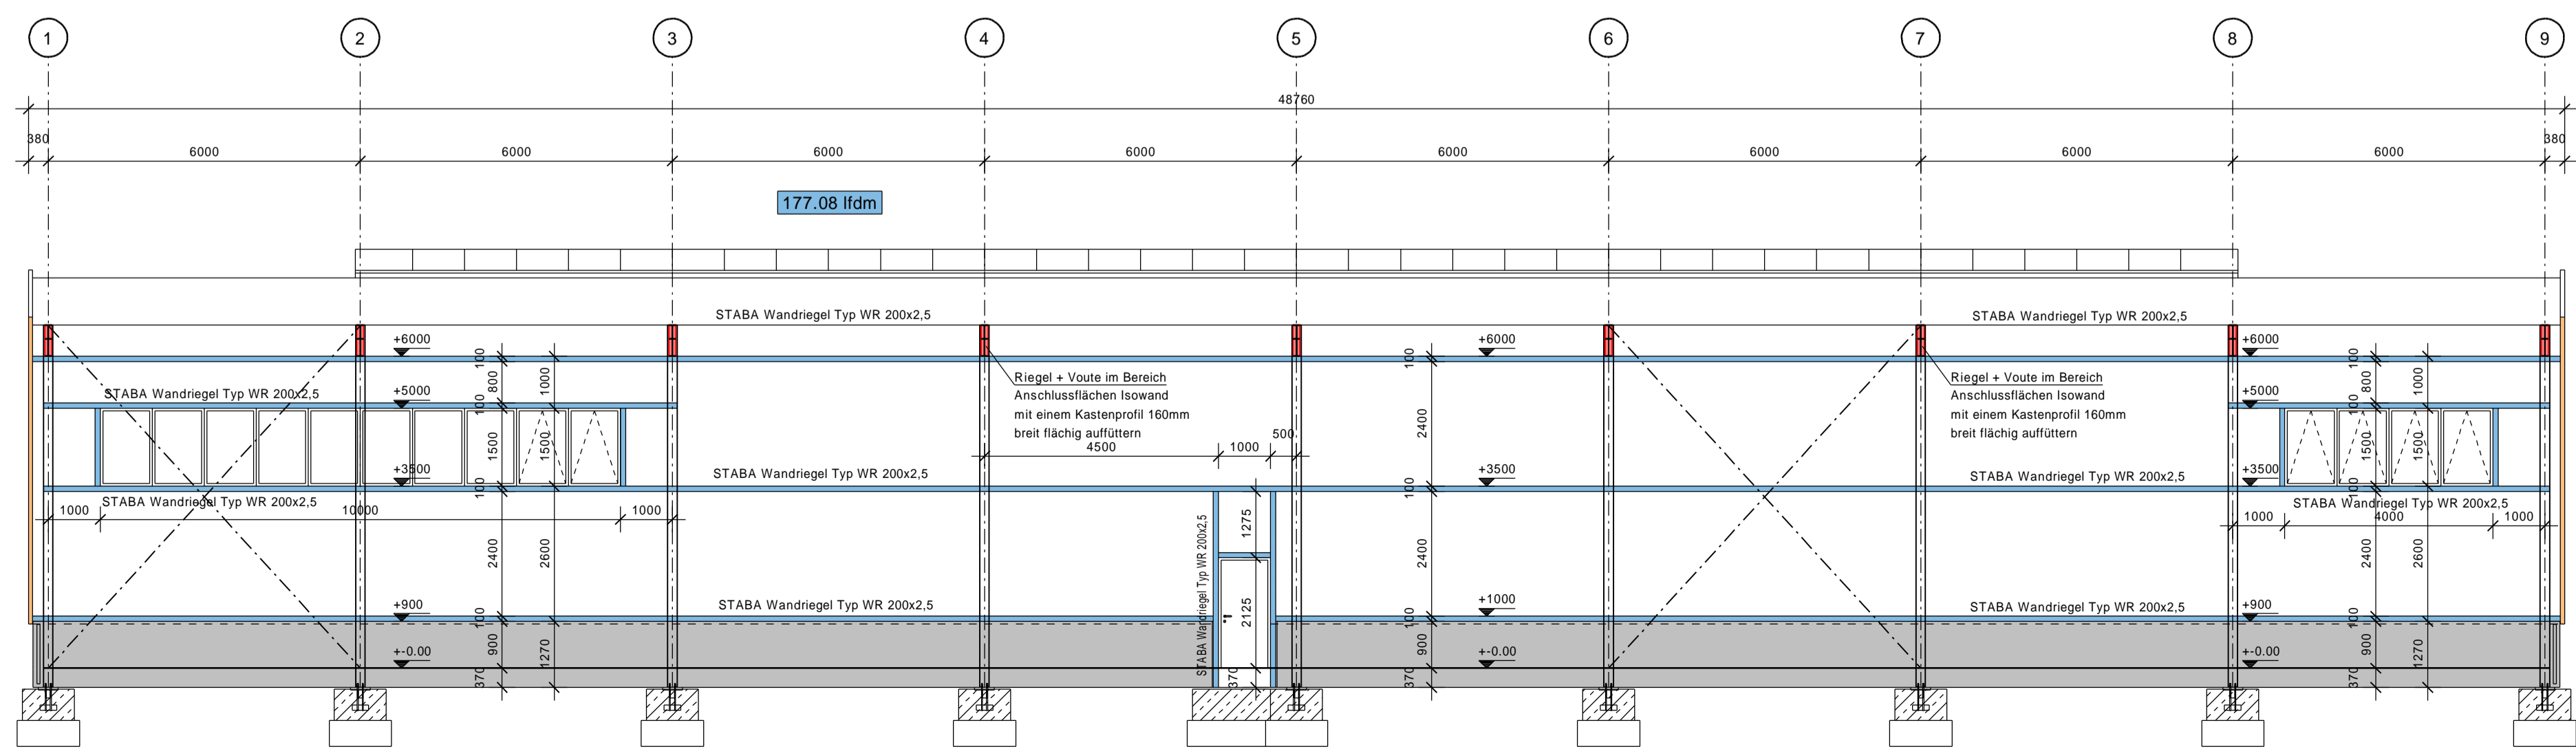 1 2 3 4 5 6 7 8 9
48760
380 6000 6000 6000 6000 6000 6000 6000 6000 380
177.08 lfdm
STABA Wandriegel Typ WR 200x2,5
STABA Wandriegel Typ WR 200x2,5
+6000
100
800
1000
+6000
100
+6000
100
800
1000
STABA Wandriegel Typ WR 200x2,5
+5000
100
Riegel + Voute im Bereich
Anschlussflächen Isowand
mit einem Kastenprofil 160mm
breit flächig auffüttern
2400
Riegel + Voute im Bereich
Anschlussflächen Isowand
mit einem Kastenprofil 160mm
breit flächig auffüttern
+5000
100
1500
1500
4500 1000 500
1500
1500
+3500
STABA Wandriegel Typ WR 200x2,5
+3500
STABA Wandriegel Typ WR 200x2,5
+3500
100
100
100
STABA Wandriegel Typ WR 200x2,5
STABA Wandriegel Typ WR 200x2,5
1000 10000 1000
1000 4000 1000
2400
2600
STABA Wandriegel Typ WR 200x2,5
1275
2125
370
2400
2400
2600
+900
100
STABA Wandriegel Typ WR 200x2,5
+1000
100
STABA Wandriegel Typ WR 200x2,5
+900
100
+-0.00
900
1270
370
+-0.00
900
370
+-0.00
900
1270
370